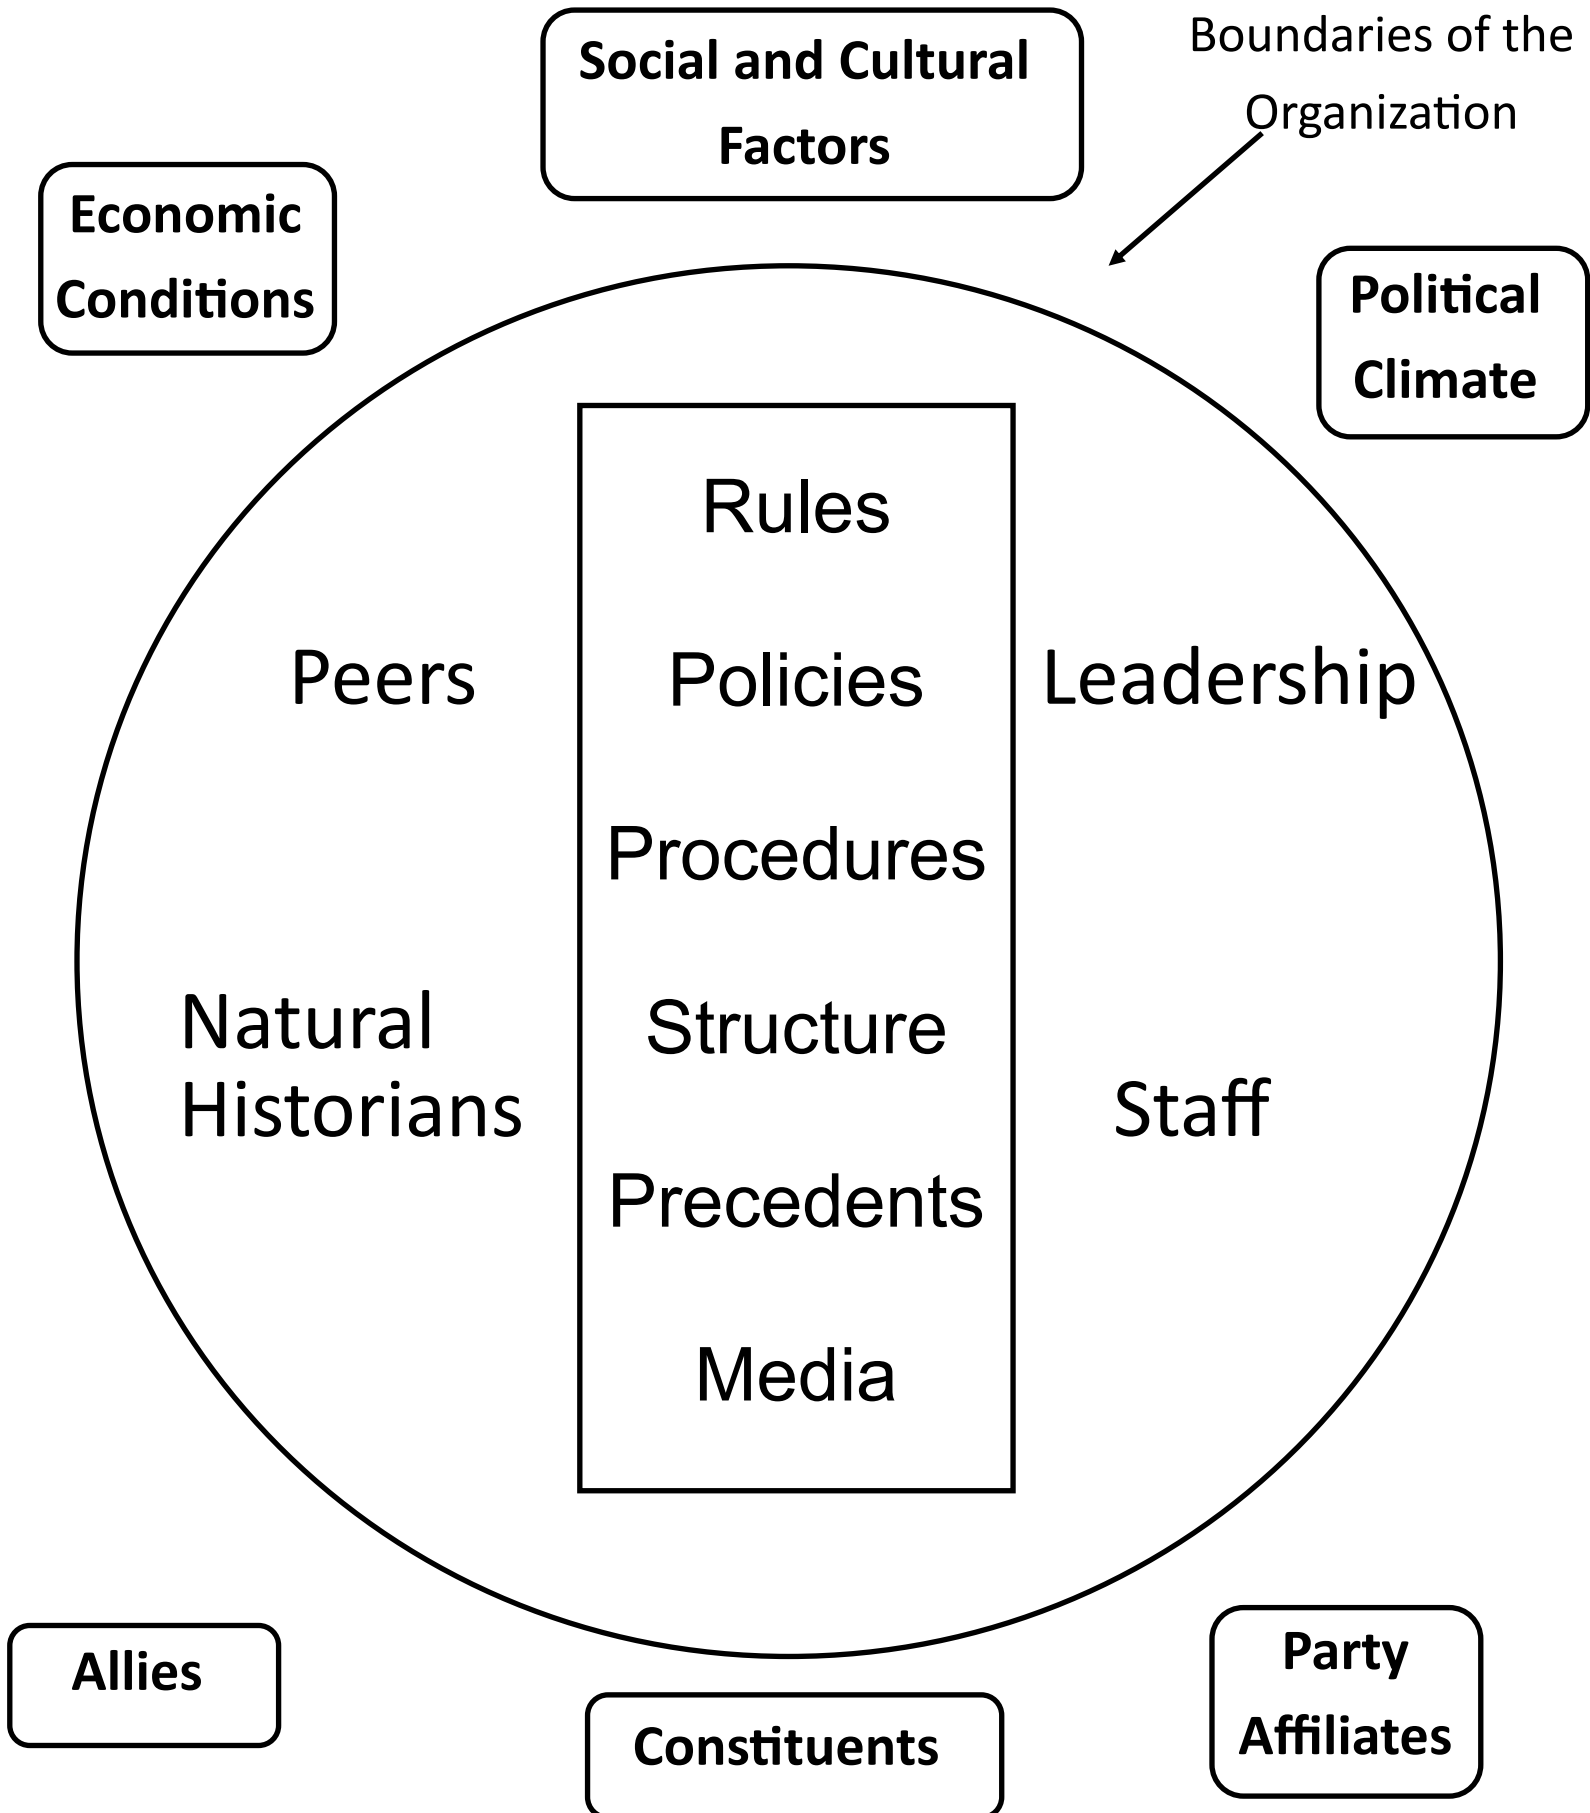 Social and Cultural
Factors
Boundaries of the
Organization
Economic
Conditions
Political
Climate
Rules
Peers
Policies
Leadership
Procedures
Natural
Historians
Structure
Staff
Precedents
Media
Allies
Constituents
Party
Affiliates